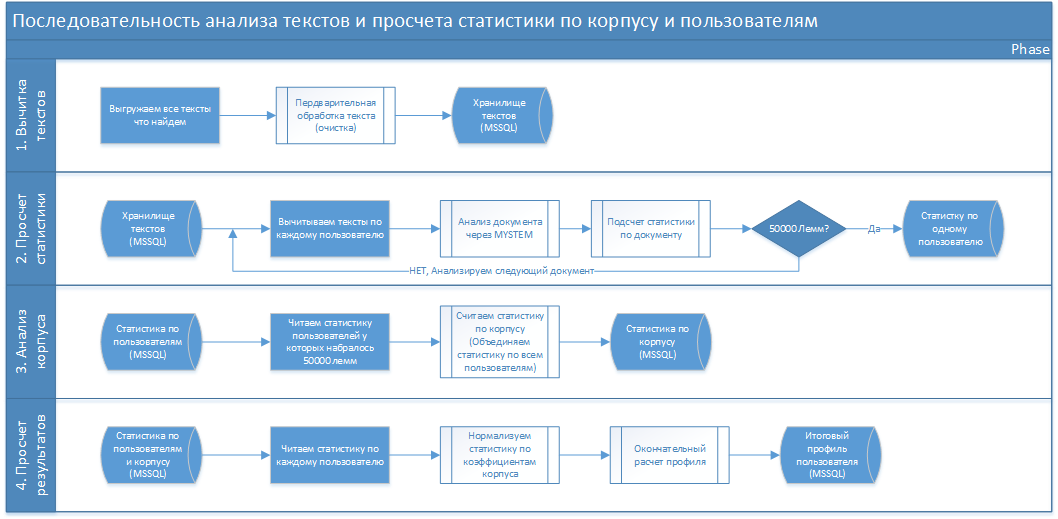 Последовательность анализа текстов и просчета статистики по корпусу и пользователям
Phase
1. Вычитка
текстов
Выгружаем все тексты
что найдем
Пердварительная
обработка текста
(очистка)
Хранилище
текстов
(MSSQL)
2. Просчет
статистики
Хранилище
текстов
(MSSQL)
Вычитываем тексты по
каждому пользователю
Анализ документа
через MYSTEM
Подсчет статистики
по документу
50000 Лемм?
Да
Статистку по
одному
пользователю
НЕТ, Анализируем следующий документ
3. Анализ
корпуса
Статистика по
пользователям
(MSSQL)
Читаем статистику
пользователей у
которых набралось
50000 лемм
Считаем статистику
по корпусу
(Объединяем
статистику по всем
пользователям)
Статистика по
корпусу
(MSSQL)
4. Просчет
результатов
Статистика по
пользователям
и корпусу
(MSSQL)
Читаем статистику по
каждому пользователю
Нормализуем
статистику по
коэффициентам
корпуса
Окончательный
расчет профиля
Итоговый
профиль
пользователя
(MSSQL)